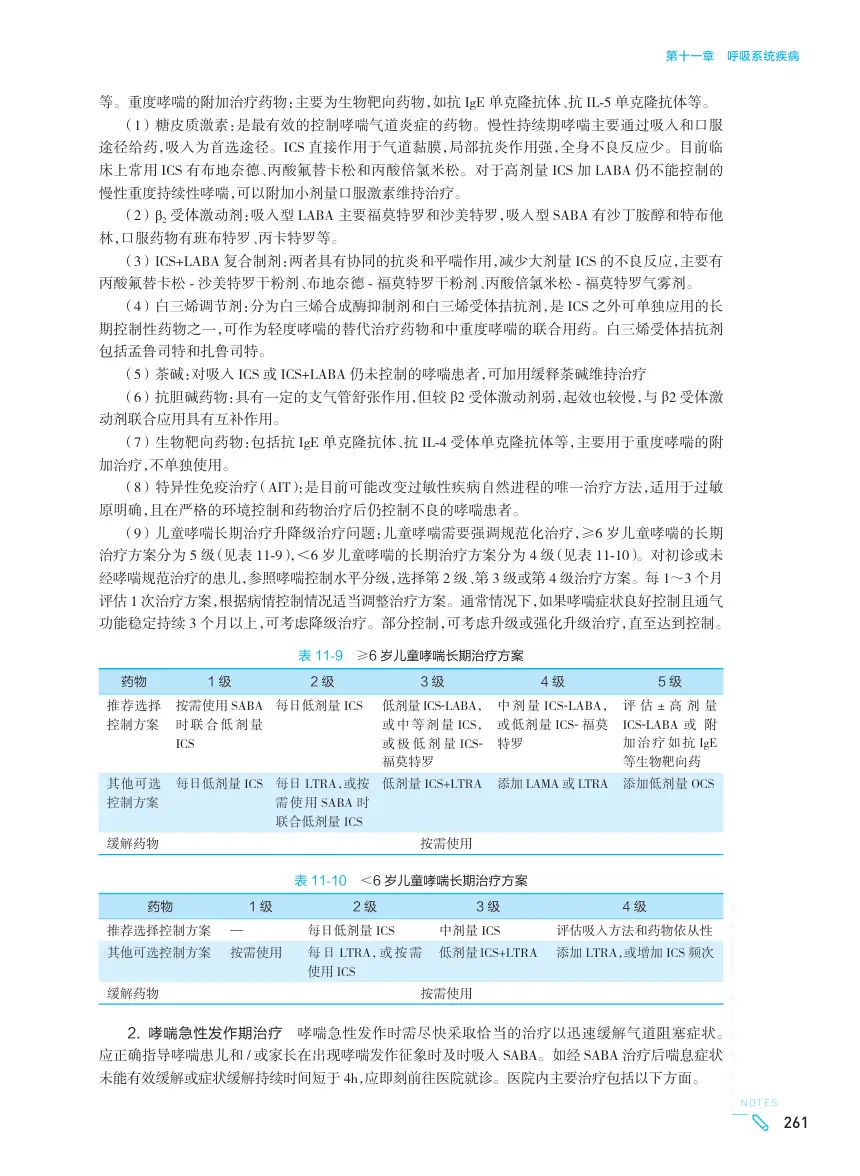 第十一章 呼吸系统疾病
等。重度哮喘的附加治疗药物：主要为生物靶向药物，如抗 IgE 单克隆抗体、抗 IL-5 单克隆抗体等。
（1）糖皮质激素：是最有效的控制哮喘气道炎症的药物。慢性持续期哮喘主要通过吸入和口服
途径给药，吸入为首选途径。ICS 直接作用于气道黏膜，局部抗炎作用强，全身不良反应少。目前临
床上常用 ICS 有布地奈德、丙酸氟替卡松和丙酸倍氯米松。对于高剂量 ICS 加 LABA 仍不能控制的
慢性重度持续性哮喘，可以附加小剂量口服激素维持治疗。
（2）β₂ 受体激动剂：吸入型 LABA 主要福莫特罗和沙美特罗，吸入型 SABA 有沙丁胺醇和特布他
林，口服药物有班布特罗、丙卡特罗等。
（3）ICS+LABA 复合制剂：两者具有协同的抗炎和平喘作用，减少大剂量 ICS 的不良反应，主要有
丙酸氟替卡松 - 沙美特罗干粉剂、布地奈德 - 福莫特罗干粉剂、丙酸倍氯米松 - 福莫特罗气雾剂。
（4）白三烯调节剂：分为白三烯合成酶抑制剂和白三烯受体拮抗剂，是 ICS 之外可单独应用的长
期控制性药物之一，可作为轻度哮喘的替代治疗药物和中重度哮喘的联合用药。白三烯受体拮抗剂
包括孟鲁司特和扎鲁司特。
（5）茶碱：对吸入 ICS 或 ICS+LABA 仍未控制的哮喘患者，可加用缓释茶碱维持治疗
（6）抗胆碱药物：具有一定的支气管舒张作用，但较 β2 受体激动剂弱，起效也较慢，与 β2 受体激
动剂联合应用具有互补作用。
（7）生物靶向药物：包括抗 IgE 单克隆抗体、抗 IL-4 受体单克隆抗体等，主要用于重度哮喘的附
加治疗，不单独使用。
（8）特异性免疫治疗（AIT）：是目前可能改变过敏性疾病自然进程的唯一治疗方法，适用于过敏
原明确，且在严格的环境控制和药物治疗后仍控制不良的哮喘患者。
（9）儿童哮喘长期治疗升降级治疗问题：儿童哮喘需要强调规范化治疗，≥6 岁儿童哮喘的长期
治疗方案分为 5 级（见表 11-9），＜6 岁儿童哮喘的长期治疗方案分为 4 级（见表 11-10）。对初诊或未
经哮喘规范治疗的患儿，参照哮喘控制水平分级，选择第 2 级、第 3 级或第 4 级治疗方案。每 1～3 个月
评估 1 次治疗方案，根据病情控制情况适当调整治疗方案。通常情况下，如果哮喘症状良好控制且通气
功能稳定持续 3 个月以上，可考虑降级治疗。部分控制，可考虑升级或强化升级治疗，直至达到控制。
表 11-9 ≥6 岁儿童哮喘长期治疗方案
药物 1 级 2 级 3 级 4 级 5 级
推荐选择 按需使用 SABA 每日低剂量 ICS 低剂量 ICS-LABA， 中剂量 ICS-LABA， 评估 ± 高剂量
控制方案 时联合低剂量 或中等剂量 ICS， 或低剂量 ICS- 福莫 ICS-LABA 或 附
ICS 或极低剂量 ICS- 特罗 加治疗如抗 IgE
福莫特罗 等生物靶向药
其他可选 每日低剂量 ICS 每日 LTRA，或按 低剂量 ICS+LTRA 添加 LAMA 或 LTRA 添加低剂量 OCS
控制方案 需使用 SABA 时
联合低剂量 ICS
缓解药物 按需使用
表 11-10 ＜6 岁儿童哮喘长期治疗方案
药物 1 级 2 级 3 级 4 级
推荐选择控制方案 — 每日低剂量 ICS 中剂量 ICS 评估吸入方法和药物依从性
其他可选控制方案 按需使用 每日 LTRA，或按需 低剂量 ICS+LTRA 添加 LTRA，或增加 ICS 频次
使用 ICS
缓解药物 按需使用
2. 哮喘急性发作期治疗 哮喘急性发作时需尽快采取恰当的治疗以迅速缓解气道阻塞症状。
应正确指导哮喘患儿和 / 或家长在出现哮喘发作征象时及时吸入 SABA。如经 SABA 治疗后喘息症状
未能有效缓解或症状缓解持续时间短于 4h，应即刻前往医院就诊。医院内主要治疗包括以下方面。
NOTES
261